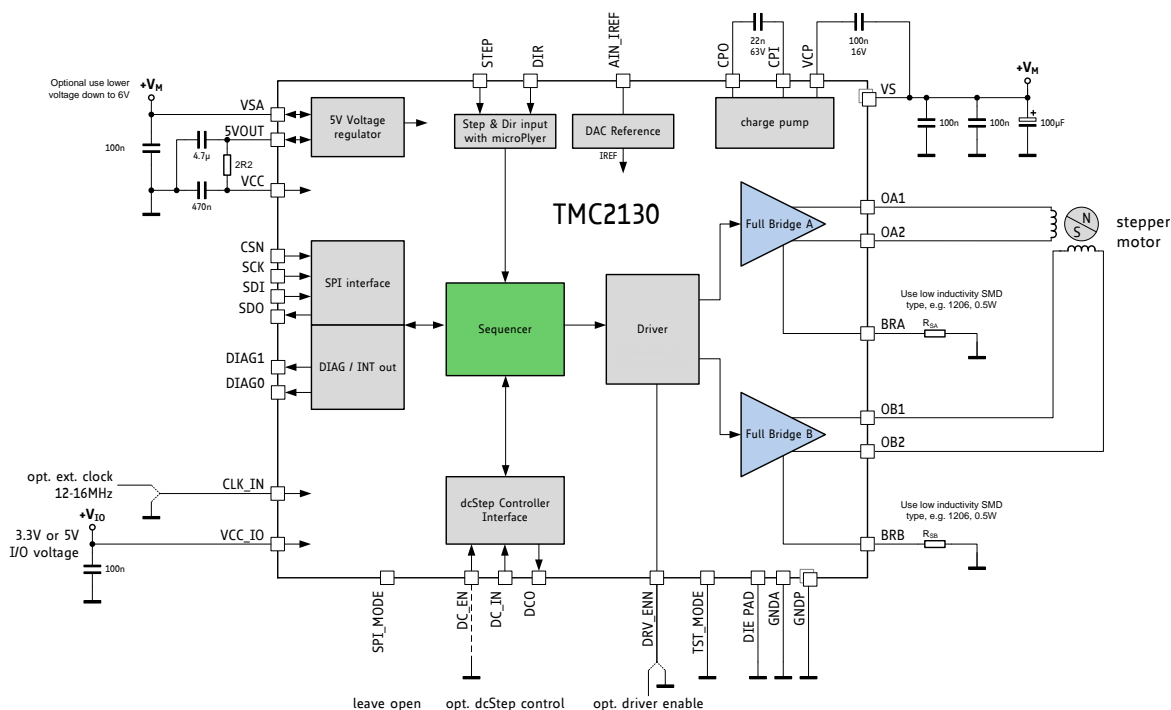 STEP
DIR
AIN_IREF
CPO
22n
63V
CPI
VCP
100n
16V
Optional use lower
voltage down to 6V
+VM
VSA
5VOUT
100n
4.7µ
2R2
VCC
470n
5V Voltage
regulator
Step & Dir input
with microPlyer
DAC Reference
IREF
charge pump
+VM
VS
100n
100n
100µF
+
TMC2130
CSN
SCK
SDI
SDO
DIAG1
DIAG0
SPI interface
DIAG / INT out
Sequencer
Driver
Full Bridge A
Full Bridge B
OA1
OA2
N
S
stepper
motor
Use low inductivity SMD
type, e.g. 1206, 0.5W
BRA
RSA
OB1
OB2
Use low inductivity SMD
type, e.g. 1206, 0.5W
BRB
RSB
opt. ext. clock
12-16MHz
CLK_IN
+VIO
3.3V or 5V
I/O voltage
VCC_IO
100n
dcStep Controller
Interface
SPI_MODE
DC_EN
DC_IN
DCO
DRV_ENN
TST_MODE
DIE PAD
GNDA
GNDP
leave open
opt. dcStep control
opt. driver enable